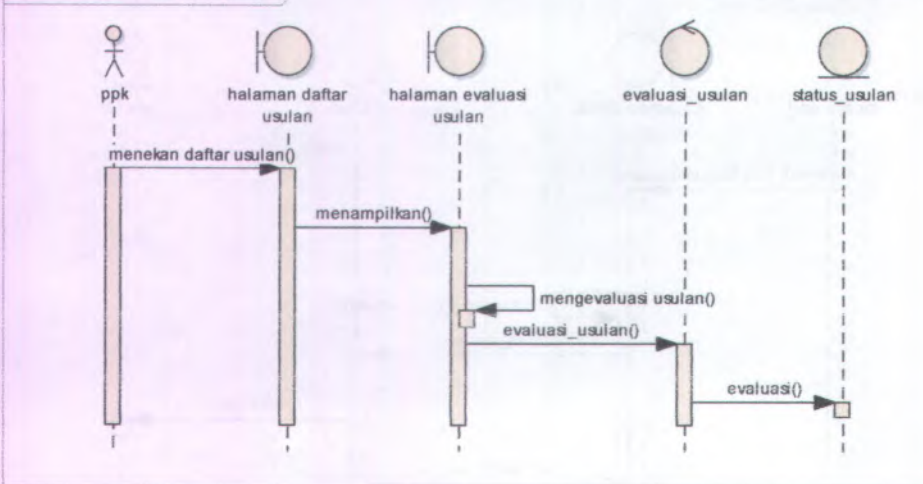 ppk
halaman daftar
usulan
halaman evaluasi
usulan
evaluasi_usulan
status_usulan
menekan daftar usulan()
menampilkan()
mengevaluasi usulan()
evaluasi_usulan()
evaluasi()